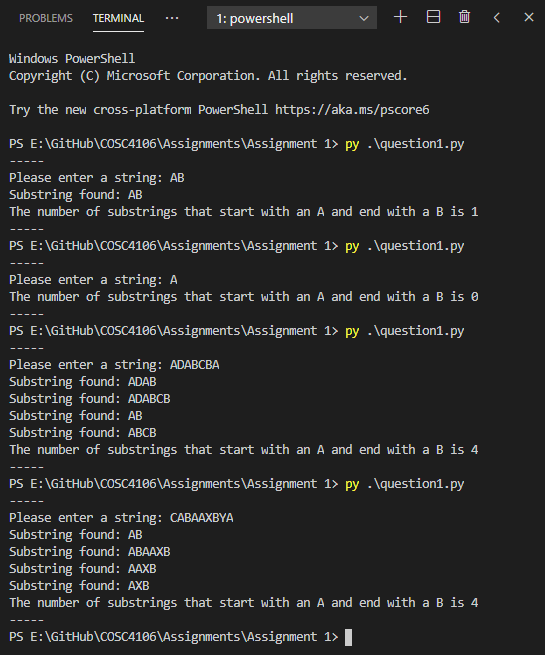 PROBLEMS TERMINAL ... 1: powershell
Windows PowerShell
Copyright (C) Microsoft Corporation. All rights reserved.
Try the new cross-platform PowerShell https://aka.ms/pscore6
PS E:\GitHub\COSC4106\Assignments\Assignment 1> py .\question1.py
-----
Please enter a string: AB
Substring found: AB
The number of substrings that start with an A and end with a B is 1
-----
PS E:\GitHub\COSC4106\Assignments\Assignment 1> py .\question1.py
-----
Please enter a string: A
The number of substrings that start with an A and end with a B is 0
-----
PS E:\GitHub\COSC4106\Assignments\Assignment 1> py .\question1.py
-----
Please enter a string: ADABCBA
Substring found: ADAB
Substring found: ADABCB
Substring found: AB
Substring found: ABCB
The number of substrings that start with an A and end with a B is 4
-----
PS E:\GitHub\COSC4106\Assignments\Assignment 1> py .\question1.py
-----
Please enter a string: CABAAXBYA
Substring found: AB
Substring found: ABAAXB
Substring found: AAXB
Substring found: AXB
The number of substrings that start with an A and end with a B is 4
-----
PS E:\GitHub\COSC4106\Assignments\Assignment 1>